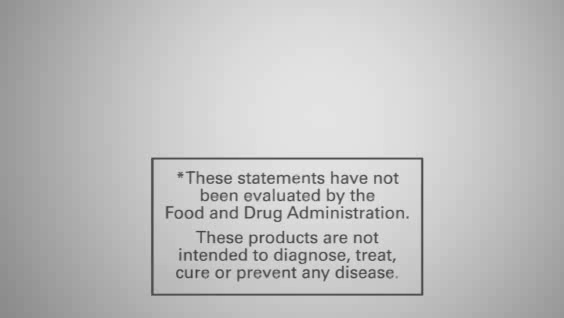 *These statements have not
been evaluated by the
Food and Drug Administration.
These products are not
intended to diagnose, treat,
cure or prevent any disease.